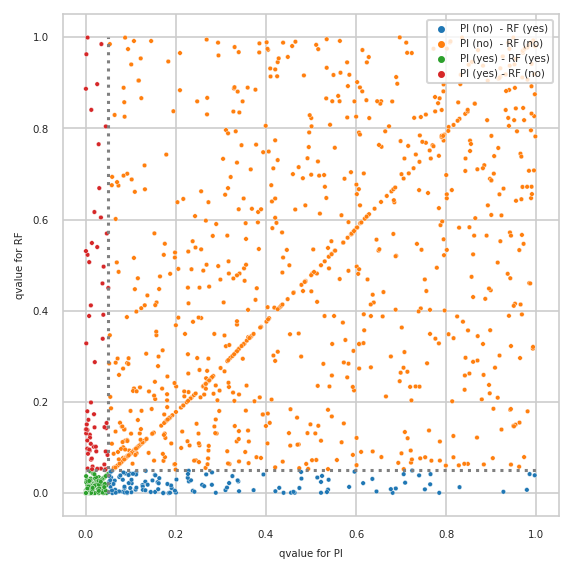 PI (no)  - RF (yes)
PI (no)  - RF (no)
PI (yes) - RF (yes)
PI (yes) - RF (no)
1.0
0.8
0.6
0.4
0.2
0.0
qvalue for RF
0.0 0.2 0.4 0.6 0.8 1.0
qvalue for PI